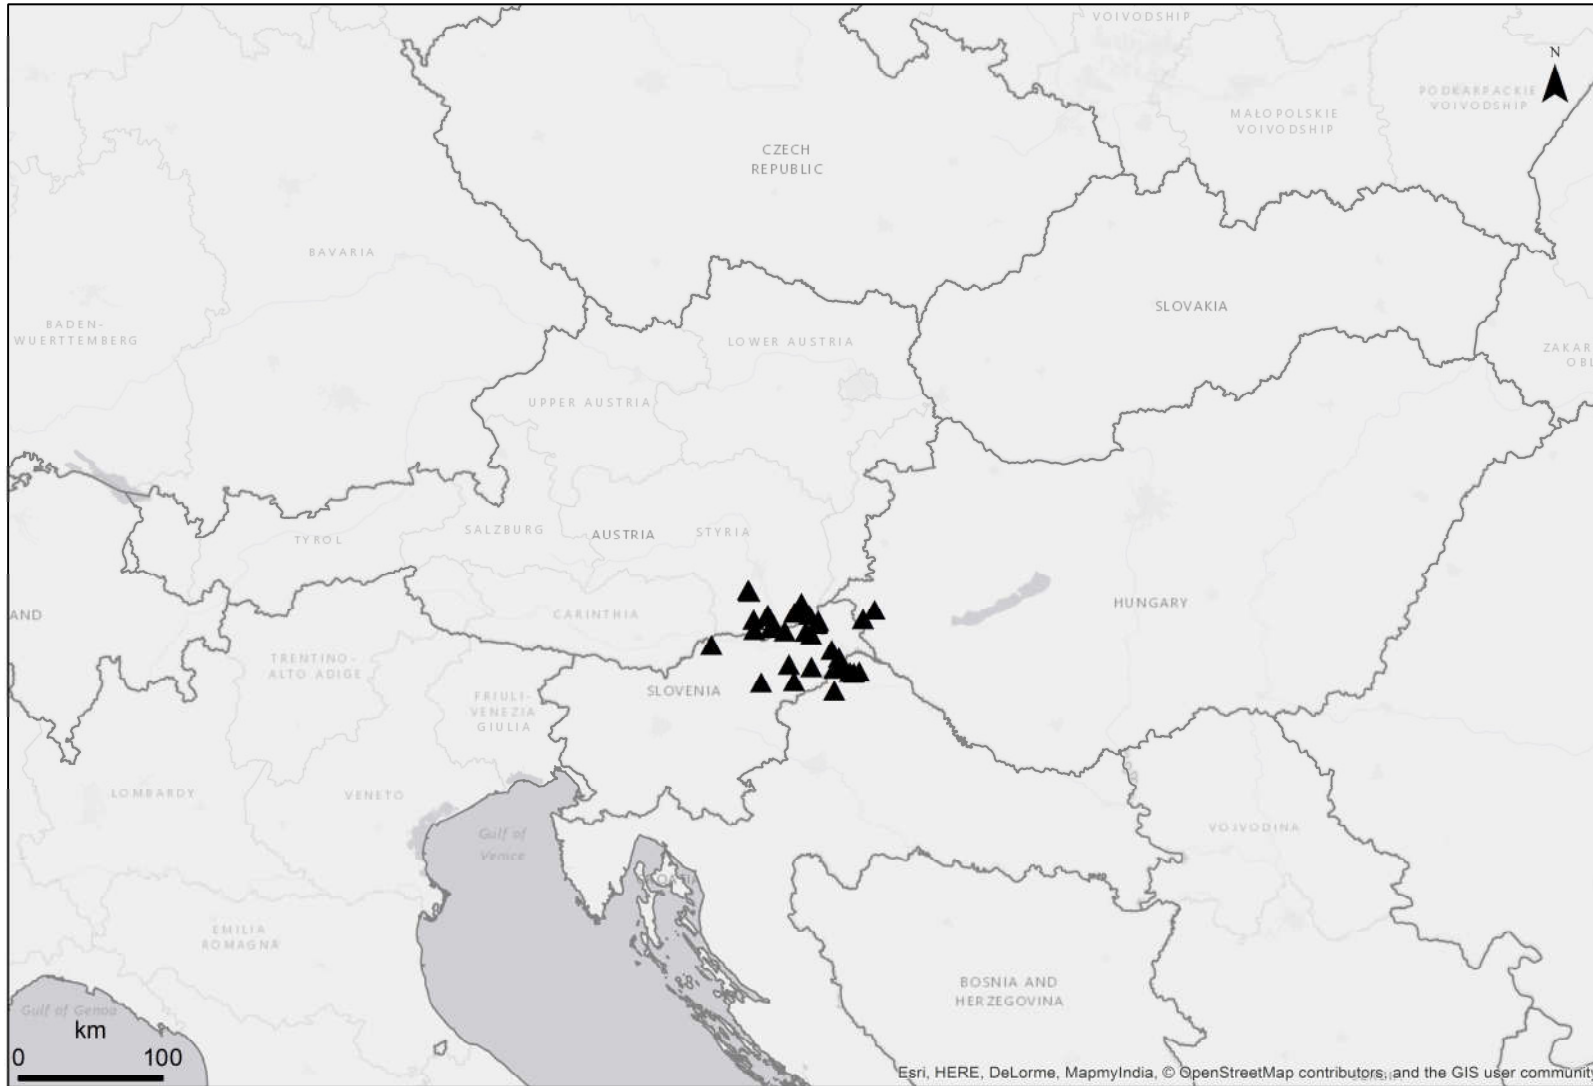 VOIVODSHIP
N
PODKARPACKIE
VOIVODSHIP
MAŁOPOLSKIE
VOIVODSHIP
CZECH
REPUBLIC
BAVARIA
SLOVAKIA
BADEN-
WUERTTEMBERG
LOWER AUSTRIA
ZAKAR
OBL
UPPER AUSTRIA
SALZBURG
AUSTRIA
STYRIA
TYROL
HUNGARY
AND
CARINTHIA
TRENTINO-
ALTO ADIGE
SLOVENIA
FRIULI-
VENEZIA
GIULIA
LOMBARDY
VENETO
Gulf of
Venice
VOJVODINA
EMILIA
ROMAGNA
BOSNIA AND
HERZEGOVINA
Gulf of Genoa
km
0 100
Esri, HERE, DeLorme, MapmyIndia, © OpenStreetMap contributors, and the GIS user community